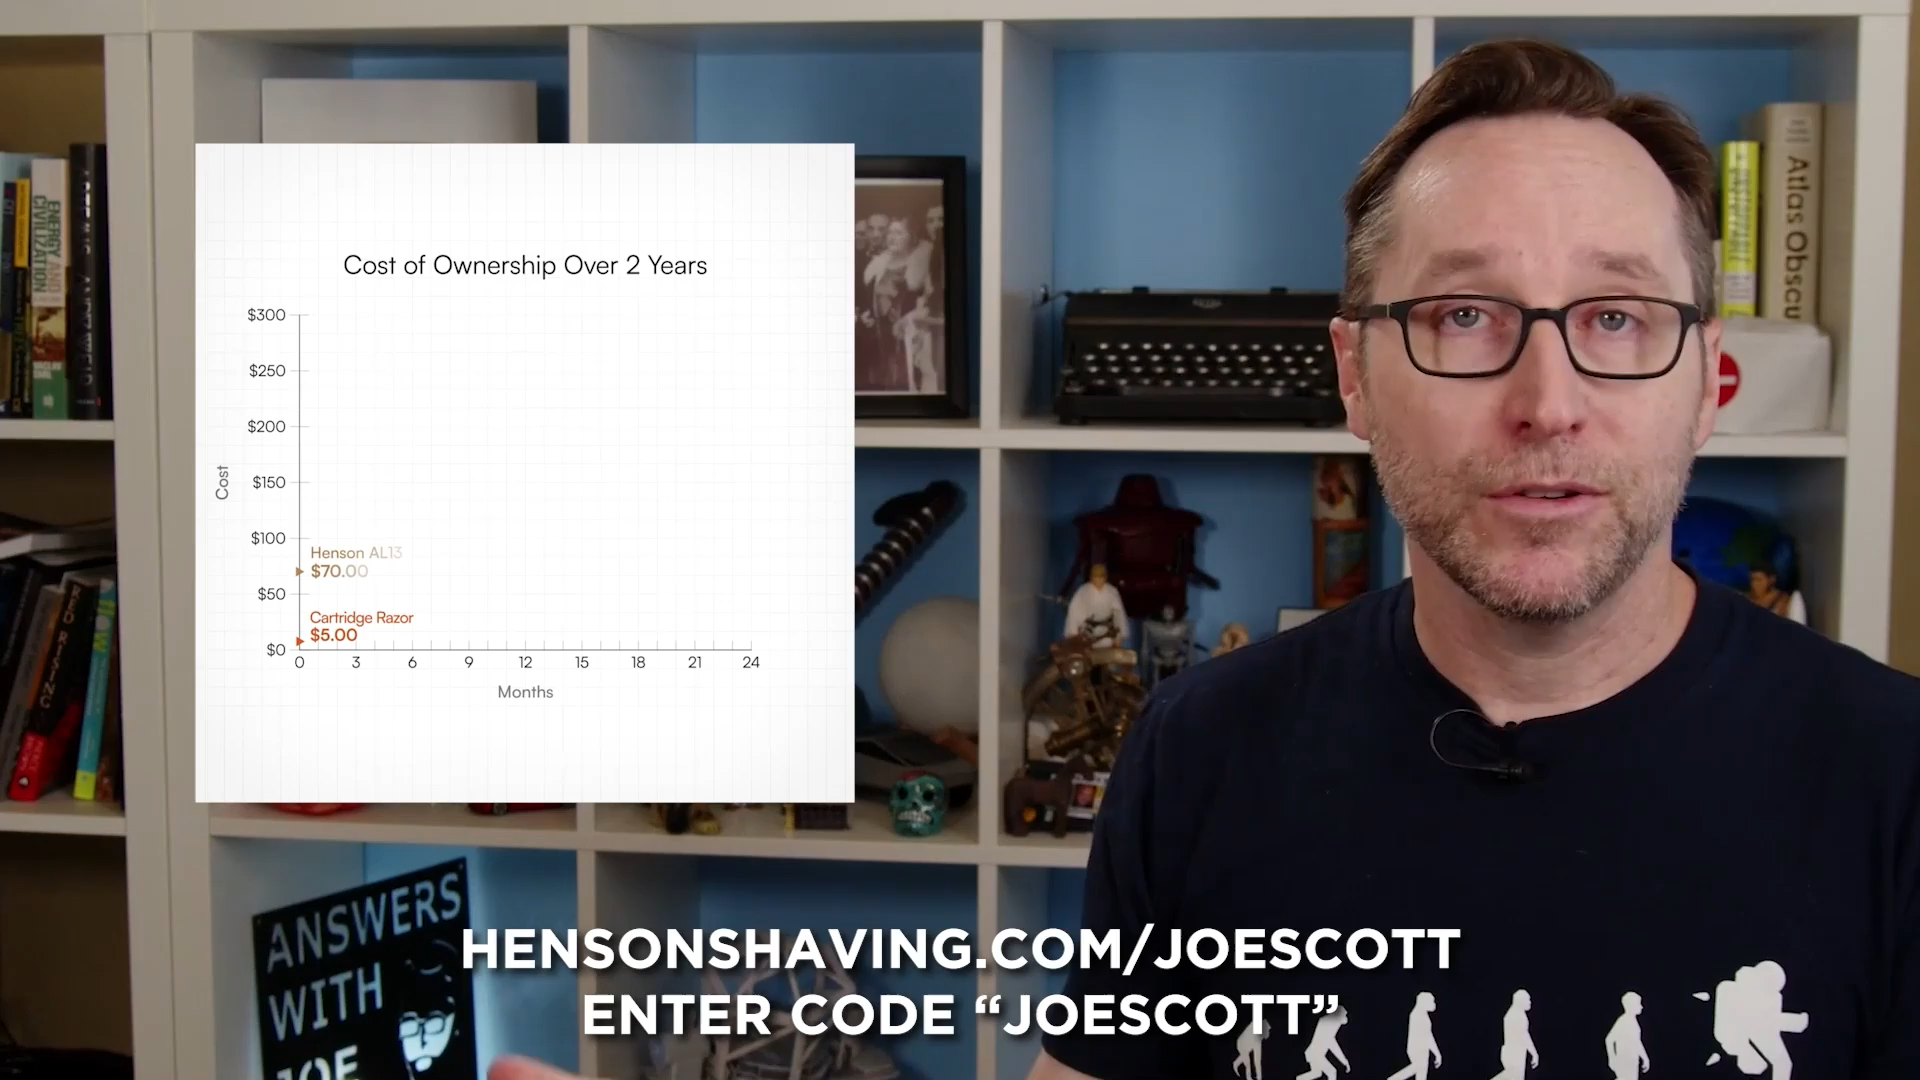 Cost of Ownership Over 2 Years
$300
$250
$200
$150
$100
$50
$0
Cost
Henson AL13
$70.00
Cartridge Razor
$5.00
0 3 6 9 12 15 18 21 24
Months
ENERGY AND
CIVILIZATION
Atlas Obscu
RED RISING
flow
ANSWERS
WITH
JOE
HENSONSHAVING.COM/JOESCOTT
ENTER CODE “JOESCOTT”